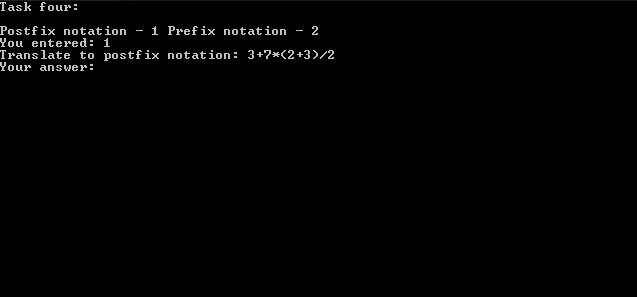 Task four:
Postfix notation - 1 Prefix notation - 2
You entered: 1
Translate to postfix notation: 3+7*(2+3)/2
Your answer: